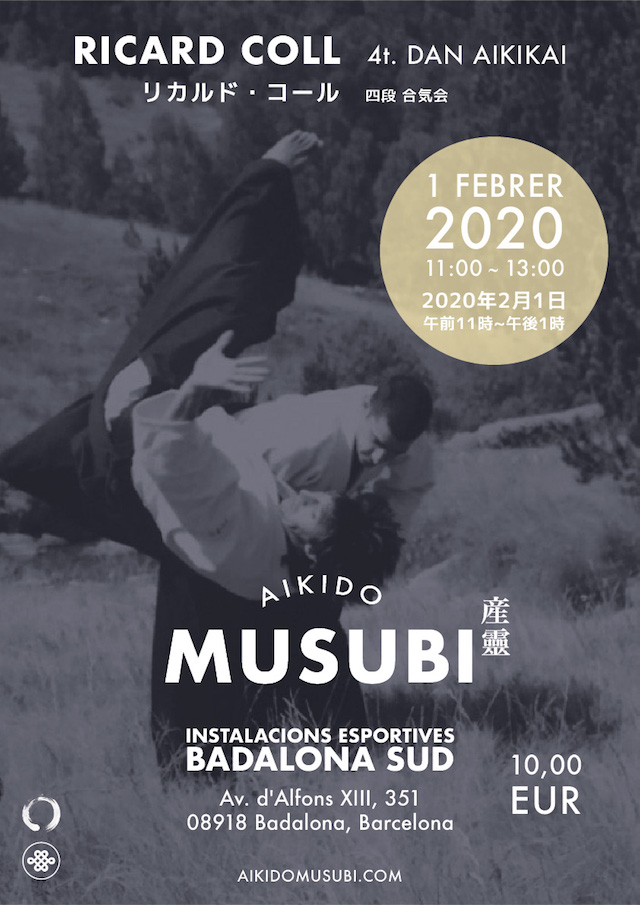 RICARD COLL 4t. DAN AIKIKAI
リカルド・コール 四段 合気会
1 FEBRER
2020
11:00 ~ 13:00
2020年2月1日
午前11時~午後1時
AIKIDO
MUSUBI 産靈
INSTALACIONS ESPORTIVES
BADALONA SUD
Av. d'Alfons XIII, 351
08918 Badalona, Barcelona
10,00
EUR
AIKIDOMUSUBI.COM